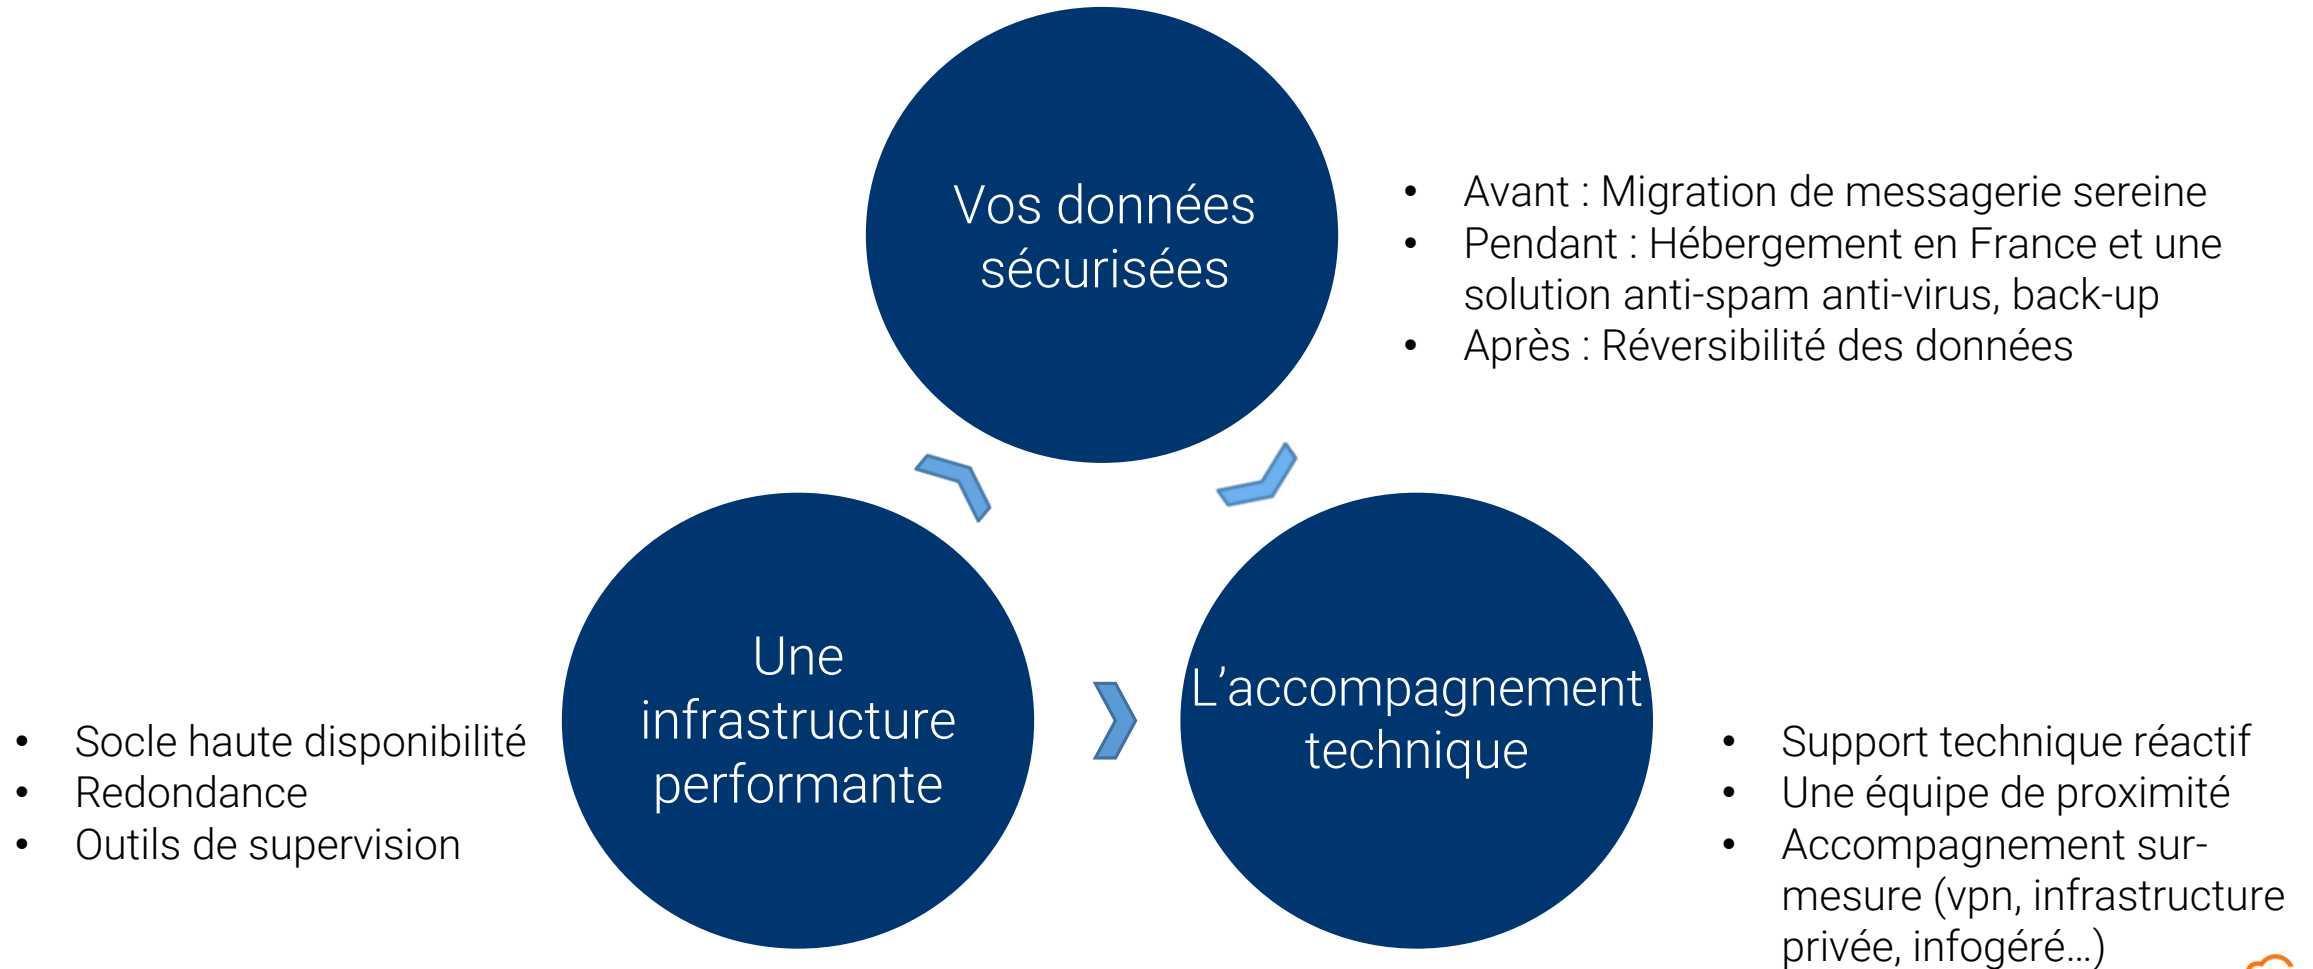 Vos données
sécurisées
• Avant : Migration de messagerie sereine
• Pendant : Hébergement en France et une
solution anti-spam anti-virus, back-up
• Après : Réversibilité des données
Une
infrastructure
performante
• Socle haute disponibilité
• Redondance
• Outils de supervision
L’accompagnement
technique
• Support technique réactif
• Une équipe de proximité
• Accompagnement sur-
mesure (vpn, infrastructure
privée, infogéré…)